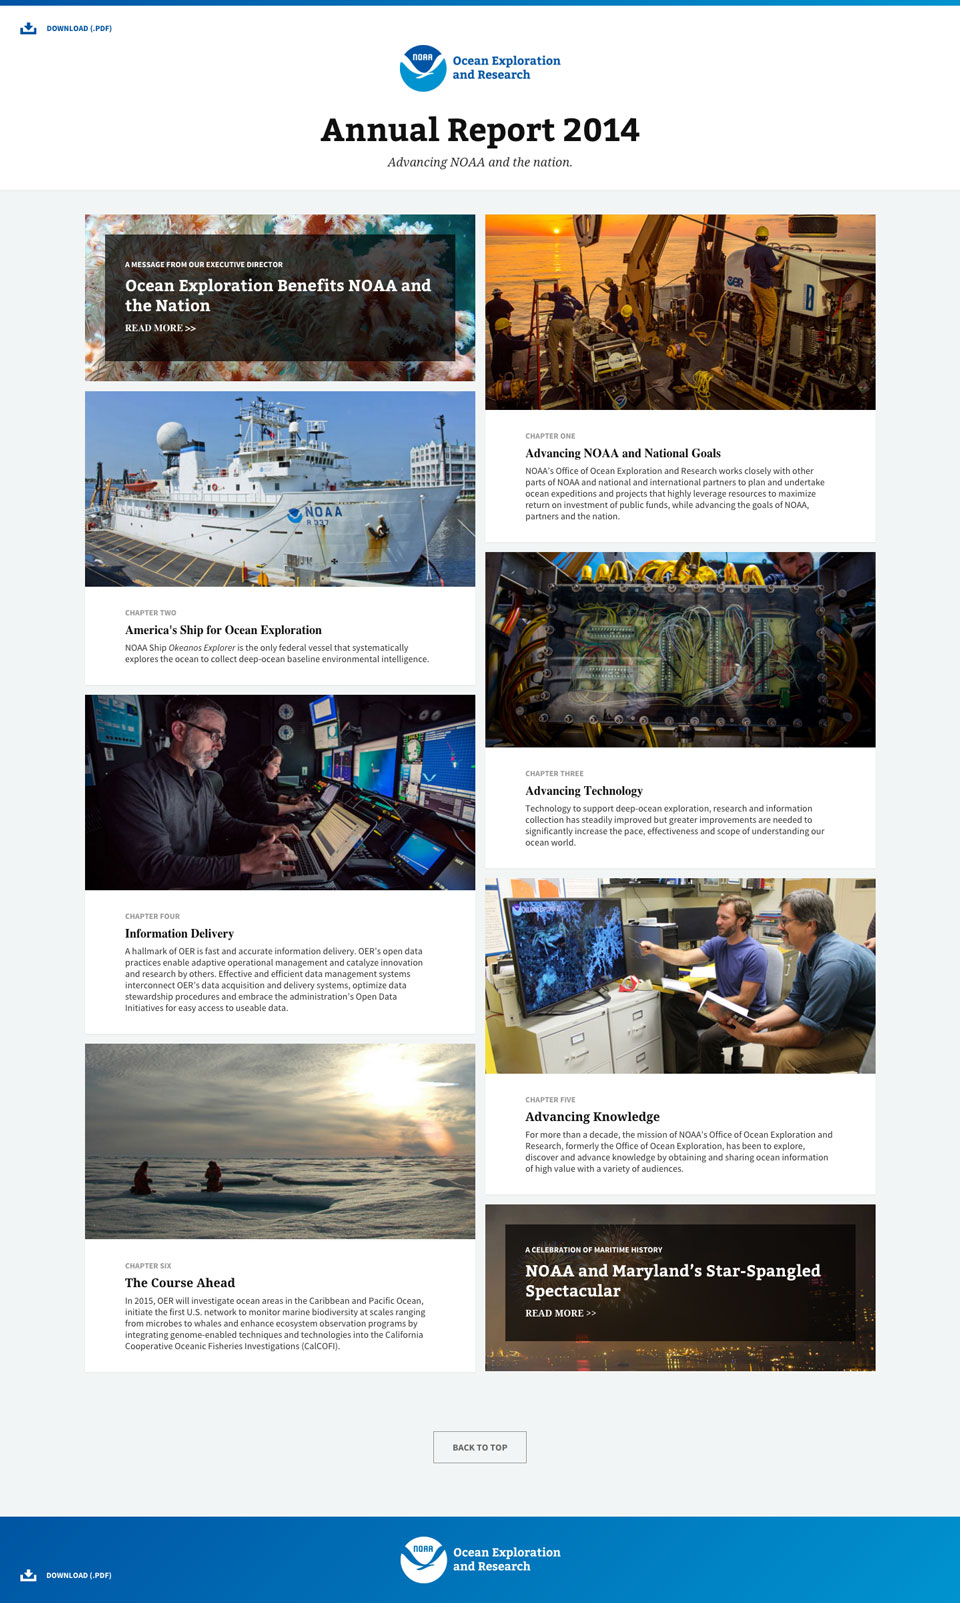 DOWNLOAD (.PDF)
NOAA
Ocean Exploration
and Research
Annual Report 2014
Advancing NOAA and the nation.
A MESSAGE FROM OUR EXECUTIVE DIRECTOR
Ocean Exploration Benefits NOAA and
the Nation
READ MORE >>
CHAPTER ONE
Advancing NOAA and National Goals
NOAA's Office of Ocean Exploration and Research works closely with other
parts of NOAA and national and international partners to plan and undertake
ocean expeditions and projects that highly leverage resources to maximize
return on investment of public funds, while advancing the goals of NOAA,
partners and the nation.
NOAA
R 337
CHAPTER TWO
America's Ship for Ocean Exploration
NOAA Ship Okeanos Explorer is the only federal vessel that systematically
explores the ocean to collect deep-ocean baseline environmental intelligence.
CHAPTER THREE
Advancing Technology
Technology to support deep-ocean exploration, research and information
collection has steadily improved but greater improvements are needed to
significantly increase the pace, effectiveness and scope of understanding our
ocean world.
CHAPTER FOUR
Information Delivery
A hallmark of OER is fast and accurate information delivery. OER's open data
practices enable adaptive operational management and catalyze innovation
and research by others. Effective and efficient data management systems
interconnect OER's data acquisition and delivery systems, optimize data
stewardship procedures and embrace the administration's Open Data
Initiatives for easy access to useable data.
CHAPTER FIVE
Advancing Knowledge
For more than a decade, the mission of NOAA's Office of Ocean Exploration and
Research, formerly the Office of Ocean Exploration, has been to explore,
discover and advance knowledge by obtaining and sharing ocean information
of high value with a variety of audiences.
CHAPTER SIX
The Course Ahead
In 2015, OER will investigate ocean areas in the Caribbean and Pacific Ocean,
initiate the first U.S. network to monitor marine biodiversity at scales ranging
from microbes to whales and enhance ecosystem observation programs by
integrating genome-enabled techniques and technologies into the California
Cooperative Oceanic Fisheries Investigations (CalCOFI).
A CELEBRATION OF MARITIME HISTORY
NOAA and Maryland's Star-Spangled
Spectacular
READ MORE >>
BACK TO TOP
NOAA
Ocean Exploration
and Research
DOWNLOAD (.PDF)